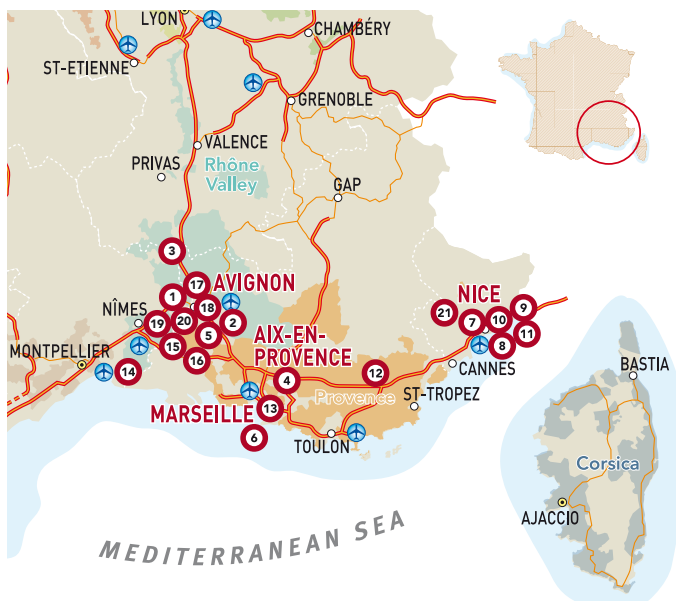 LYON
CHAMBÉRY
ST-ETIENNE
GRENOBLE
VALENCE
PRIVAS
Rhône
Valley
GAP
3
17
AVIGNON
1
18
NICE
9
21
7
10
NÎMES
19
20
2
5
11
8
15
AIX-EN-
PROVENCE
MONTPELLIER
16
CANNES
BASTIA
14
4
12
Provence
ST-TROPEZ
MARSEILLE
13
6
TOULON
Corsica
AJACCIO
MEDITERRANEAN SEA